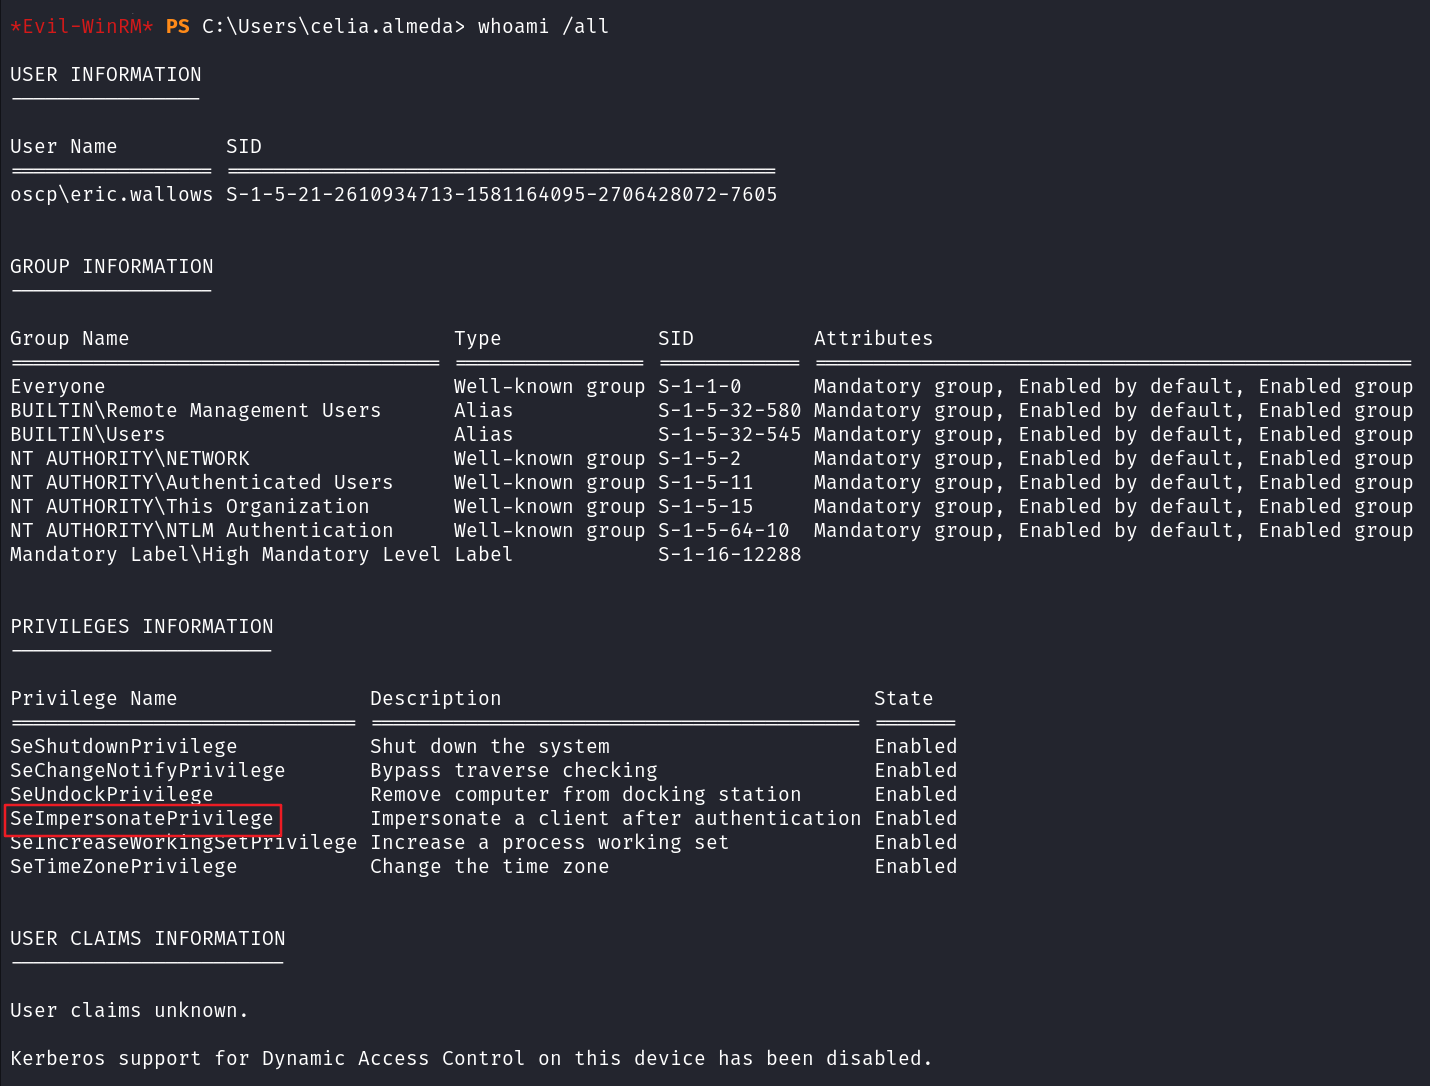 *Evil-WinRM* PS C:\Users\celia.almeda> whoami /all
USER INFORMATION
----------------
User Name SID
================= ==============================================
oscp\eric.wallows S-1-5-21-2610934713-1581164095-2706428072-7605
GROUP INFORMATION
-----------------
Group Name Type SID Attributes
==================================== ================ ============ ==================================================
Everyone Well-known group S-1-1-0 Mandatory group, Enabled by default, Enabled group
BUILTIN\Remote Management Users Alias S-1-5-32-580 Mandatory group, Enabled by default, Enabled group
BUILTIN\Users Alias S-1-5-32-545 Mandatory group, Enabled by default, Enabled group
NT AUTHORITY\NETWORK Well-known group S-1-5-2 Mandatory group, Enabled by default, Enabled group
NT AUTHORITY\Authenticated Users Well-known group S-1-5-11 Mandatory group, Enabled by default, Enabled group
NT AUTHORITY\This Organization Well-known group S-1-5-15 Mandatory group, Enabled by default, Enabled group
NT AUTHORITY\NTLM Authentication Well-known group S-1-5-64-10 Mandatory group, Enabled by default, Enabled group
Mandatory Label\High Mandatory Level Label S-1-16-12288
PRIVILEGES INFORMATION
----------------------
Privilege Name Description State
============================= ========================================= =======
SeShutdownPrivilege Shut down the system Enabled
SeChangeNotifyPrivilege Bypass traverse checking Enabled
SeUndockPrivilege Remove computer from docking station Enabled
SeImpersonatePrivilege Impersonate a client after authentication Enabled
SeIncreaseWorkingSetPrivilege Increase a process working set Enabled
SeTimeZonePrivilege Change the time zone Enabled
USER CLAIMS INFORMATION
-----------------------
User claims unknown.
Kerberos support for Dynamic Access Control on this device has been disabled.